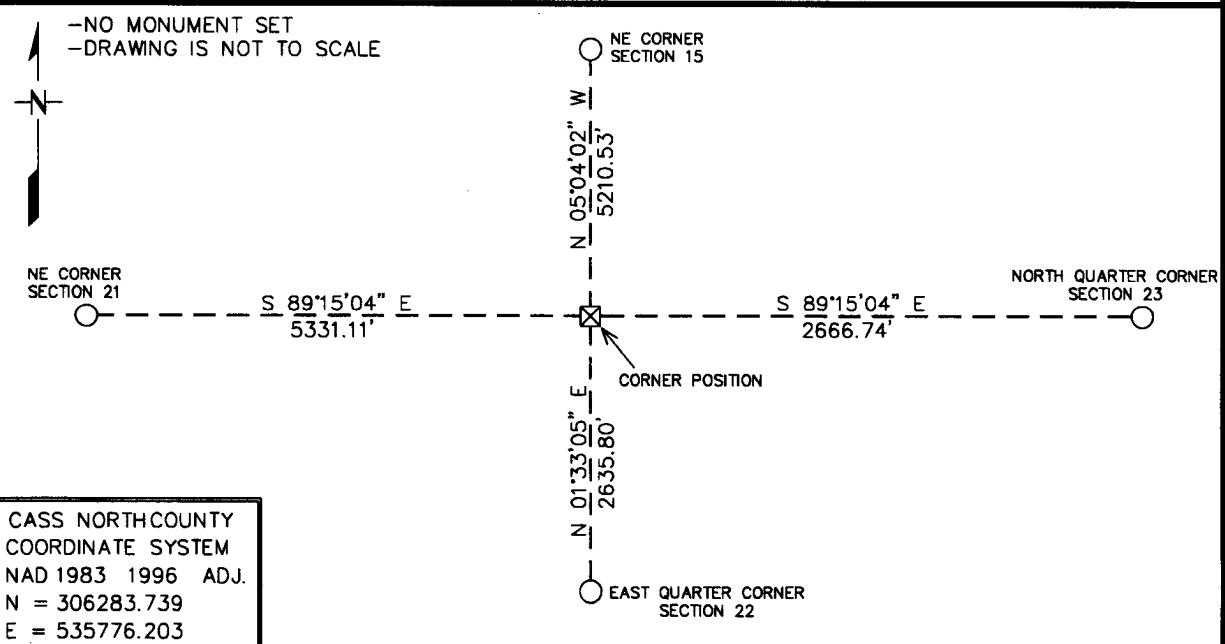 -NO MONUMENT SET
-DRAWING IS NOT TO SCALE
N
NE CORNER
SECTION 15
N 05°04'02" W
5210.53'
NE CORNER
SECTION 21
S 89°15'04" E
5331.11'
S 89°15'04" E
2666.74'
NORTH QUARTER CORNER
SECTION 23
CORNER POSITION
N 01°33'05" E
2635.80'
EAST QUARTER CORNER
SECTION 22
CASS NORTH COUNTY
COORDINATE SYSTEM
NAD 1983 1996 ADJ.
N = 306283.739
E = 535776.203